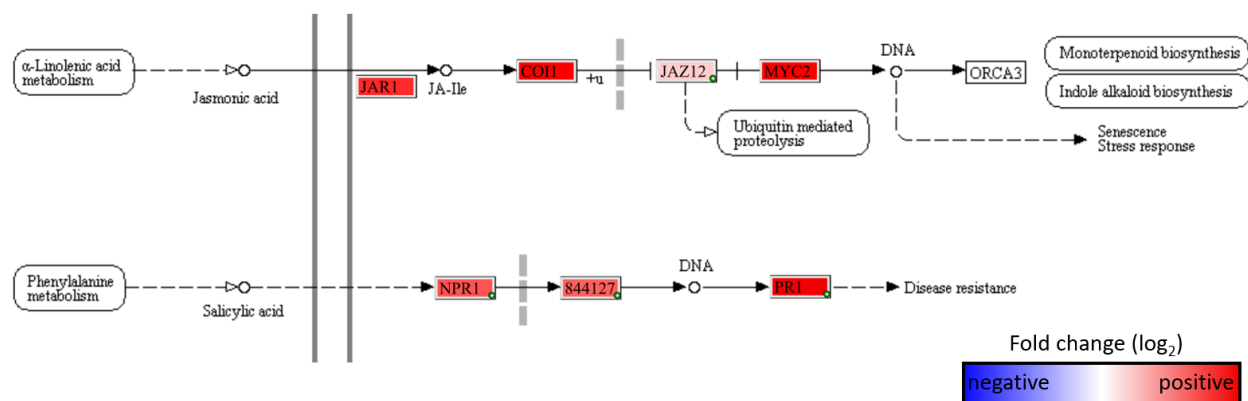 α-Linolenic acid
metabolism
Jasmonic acid
JAR1
JA-Ile
COI1
+u
JAZ12
MYC2
DNA
ORCA3
Monoterpenoid biosynthesis
Indole alkaloid biosynthesis
Ubiquitin mediated
proteolysis
Senescence
Stress response
Phenylalanine
metabolism
Salicylic acid
NPR1
844127
DNA
PR1
Disease resistance
Fold change (log₂)
negative positive